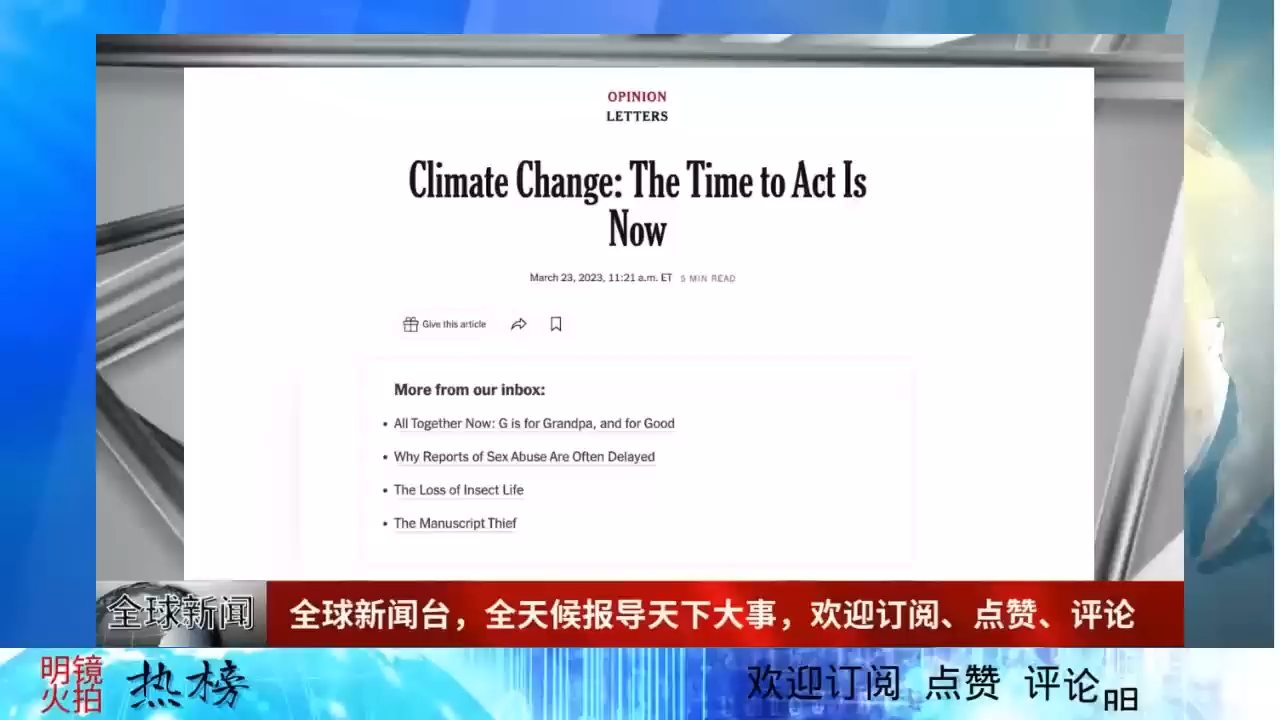 OPINION
LETTERS
Climate Change: The Time to Act Is
Now
March 23, 2023, 11:21 a.m. ET 5 MIN READ
Give this article
More from our inbox:
• All Together Now: G is for Grandpa, and for Good
• Why Reports of Sex Abuse Are Often Delayed
• The Loss of Insect Life
• The Manuscript Thief
全球新闻
全球新闻台，全天候报导天下大事，欢迎订阅、点赞、评论
明镜
火拍
热榜
欢迎订阅 点赞 评论